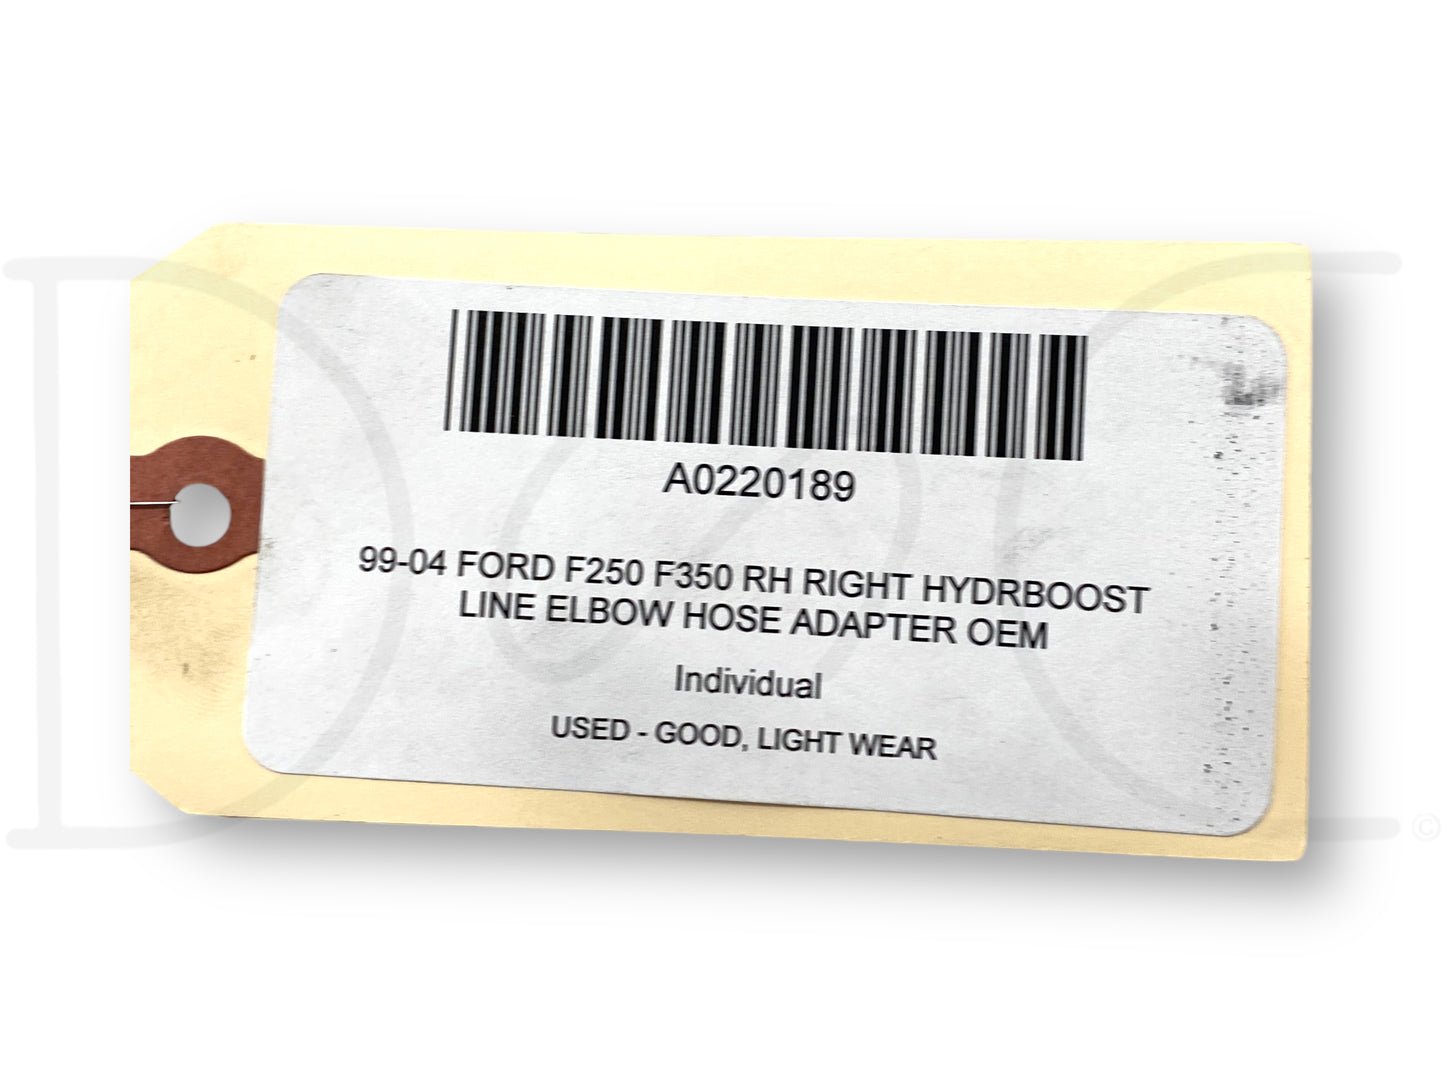 A0220189
99-04 FORD F250 F350 RH RIGHT HYDRBOOST
LINE ELBOW HOSE ADAPTER OEM
Individual
USED - GOOD, LIGHT WEAR
©